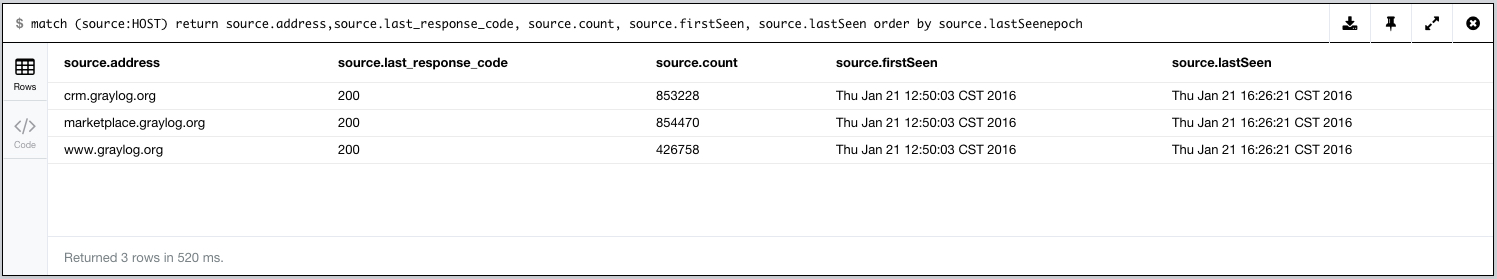 $ match (source:HOST) return source.address,source.last_response_code, source.count, source.firstSeen, source.lastSeen order by source.lastSeenepoch
source.address source.last_response_code source.count source.firstSeen source.lastSeen
Rows
crm.graylog.org 200 853228 Thu Jan 21 12:50:03 CST 2016 Thu Jan 21 16:26:21 CST 2016
marketplace.graylog.org 200 854470 Thu Jan 21 12:50:03 CST 2016 Thu Jan 21 16:26:21 CST 2016
</> Code
www.graylog.org 200 426758 Thu Jan 21 12:50:03 CST 2016 Thu Jan 21 16:26:21 CST 2016
Returned 3 rows in 520 ms.